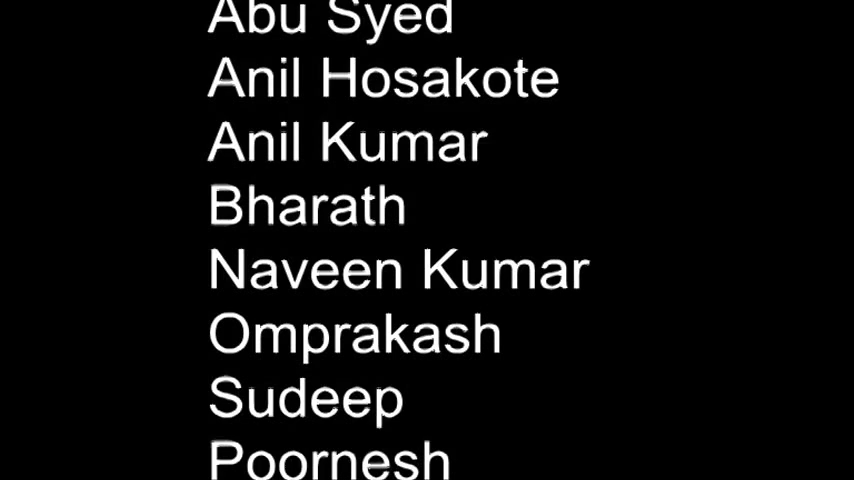 Abu Syed
Anil Hosakote
Anil Kumar
Bharath
Naveen Kumar
Omprakash
Sudeep
Poornesh